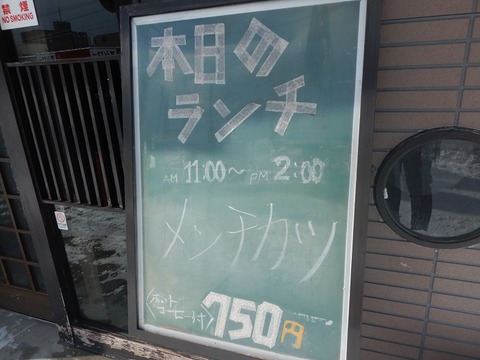 禁煙
NO SMOKING
本日の
ランチ
AM 11:00〜PM 2:00
メンチカツ
750円